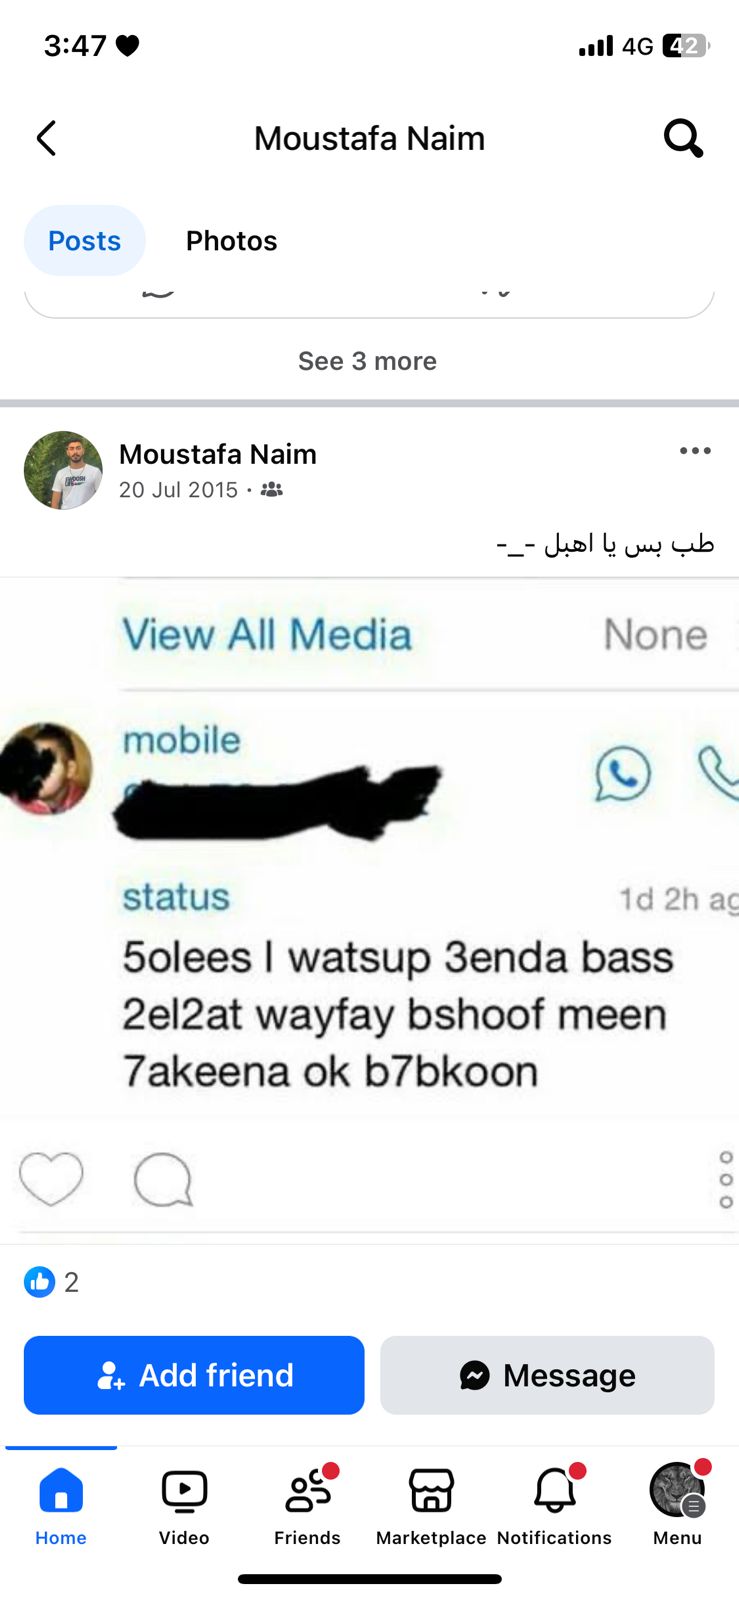 3:47
4G 42
Moustafa Naim
Posts Photos
See 3 more
Moustafa Naim
20 Jul 2015 ·
طب بس يا اهبل -_-
View All Media None
mobile
status 1d 2h ag
5olees I watsup 3enda bass
2el2at wayfay bshoof meen
7akeena ok b7bkoon
2
Add friend Message
Home Video Friends Marketplace Notifications Menu